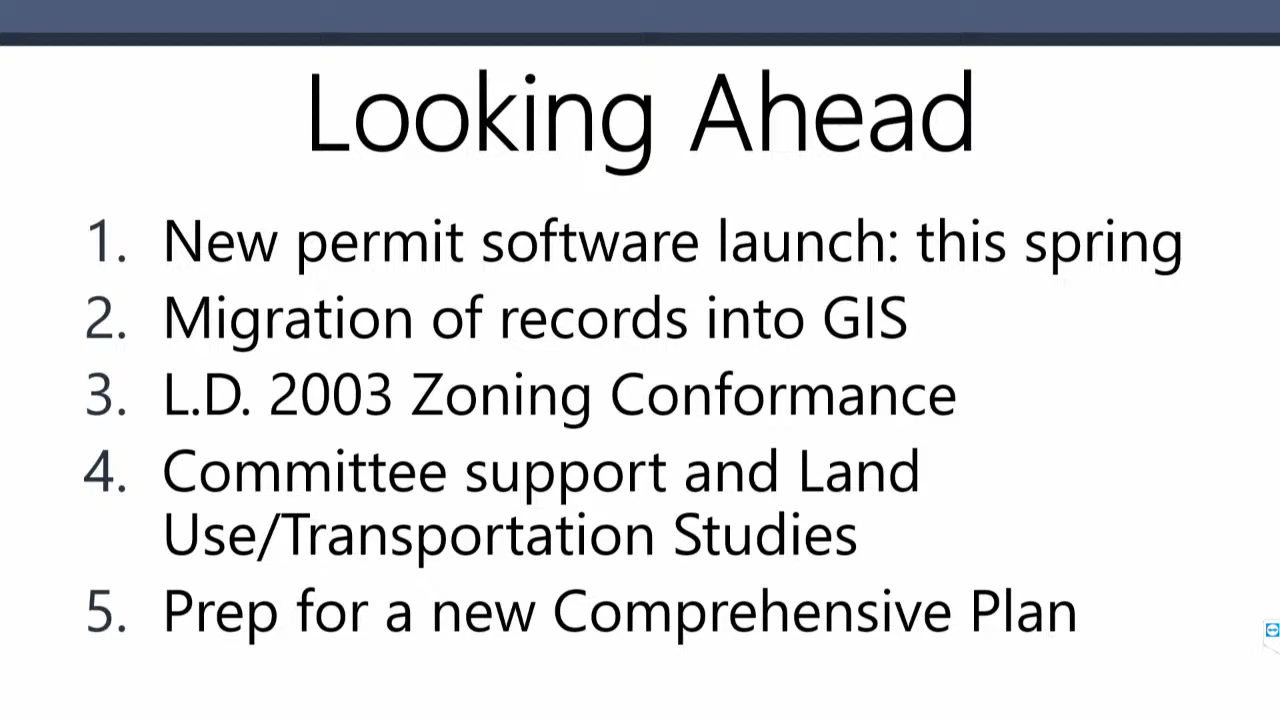 Looking Ahead
1. New permit software launch: this spring
2. Migration of records into GIS
3. L.D. 2003 Zoning Conformance
4. Committee support and Land
Use/Transportation Studies
5. Prep for a new Comprehensive Plan